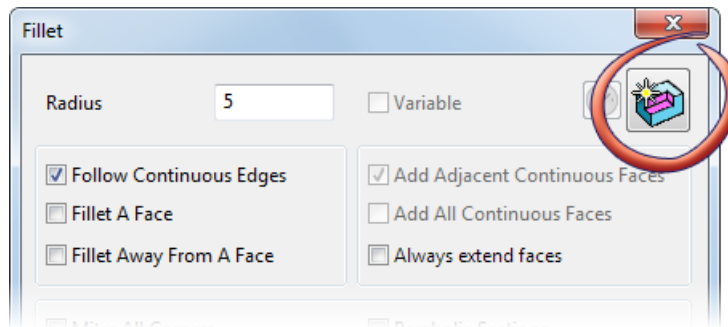 Fillet
Radius 5 Variable
Follow Continuous Edges
Fillet A Face
Fillet Away From A Face
Add Adjacent Continuous Faces
Add All Continuous Faces
Always extend faces